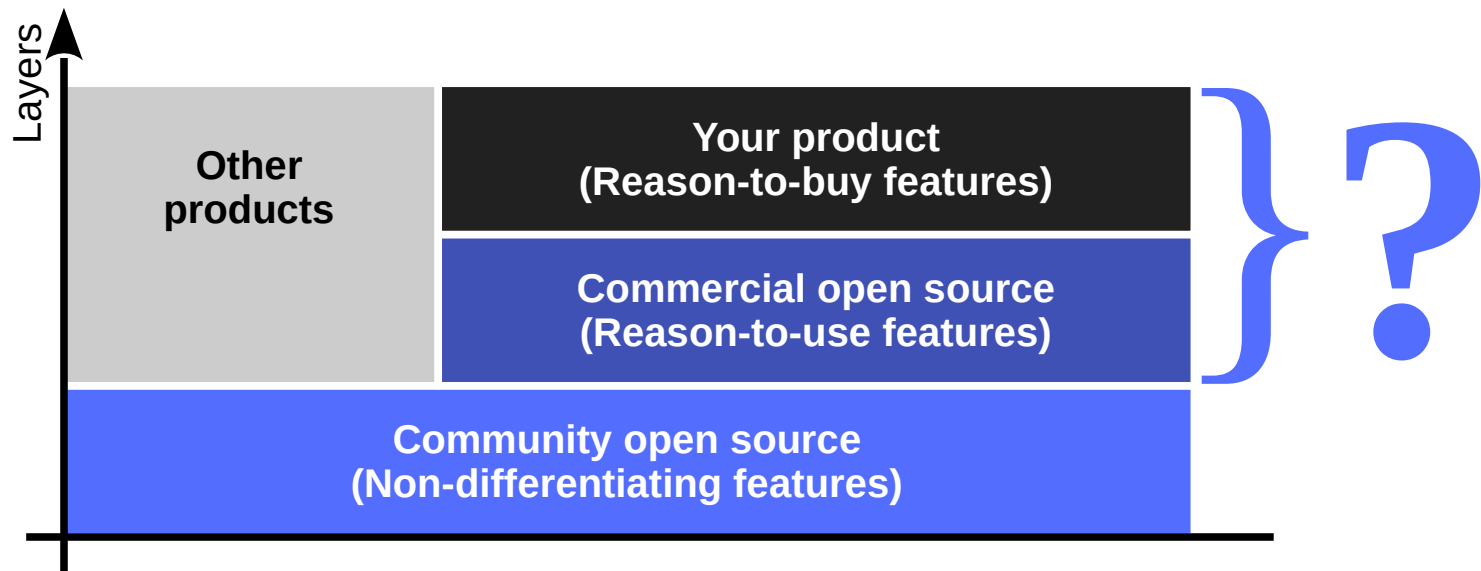 Layers
Other
products
Your product
(Reason-to-buy features)
Commercial open source
(Reason-to-use features)
Community open source
(Non-differentiating features)
}
?